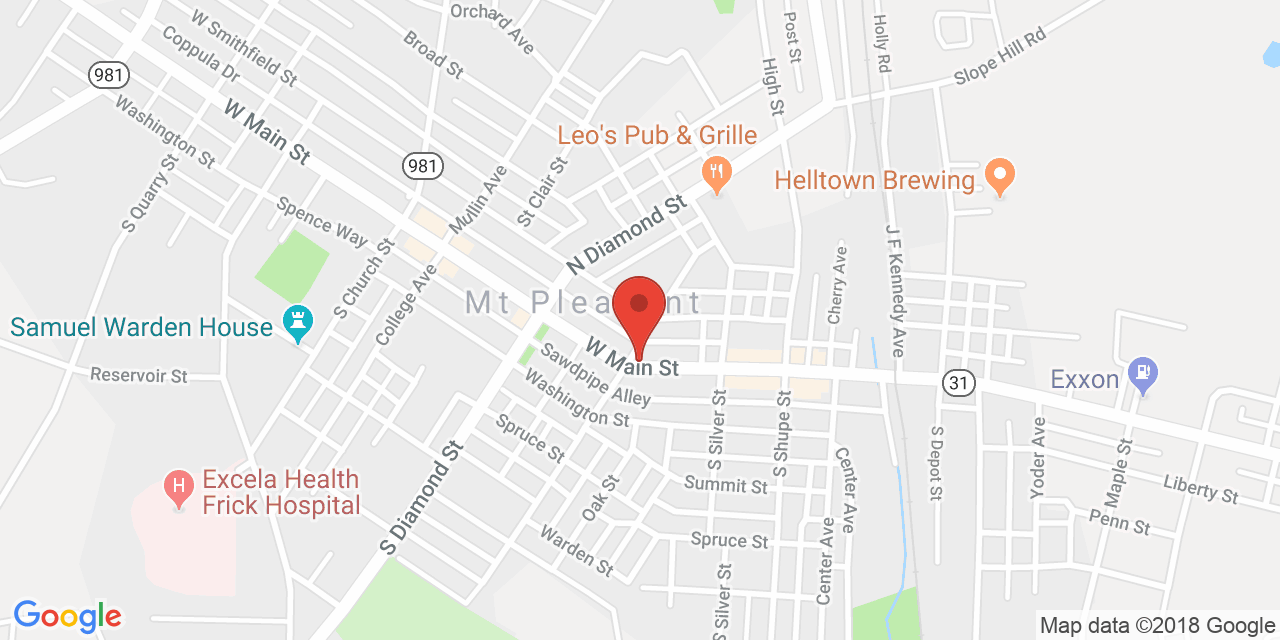 Orchard Ave
W Smithfield St
Coppula Dr
Broad St
Post St
Holly Rd
High St
Slope Hill Rd
981
Washington St
W Main St
Leo's Pub & Grille
981
Mullin Ave
St Clair St
S Quarry St
Helltown Brewing
Spence Way
N Diamond St
S Church St
College Ave
J F Kennedy Ave
Cherry Ave
Mt Pleasant
Samuel Warden House
W Main St
Sawdpipe Alley
Reservoir St
Washington St
31
Exxon
S Silver St
S Shupe St
Spruce St
S Depot St
Yoder Ave
Maple St
Center Ave
Liberty St
Excela Health
Frick Hospital
S Diamond St
Oak St
Summit St
Penn St
Warden St
Spruce St
Center Ave
S Silver St
Google
Map data ©2018 Google